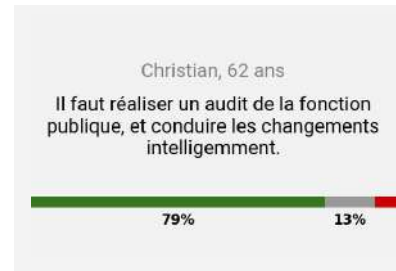 Christian, 62 ans
Il faut réaliser un audit de la fonction
publique, et conduire les changements
intelligemment.
79% 13%